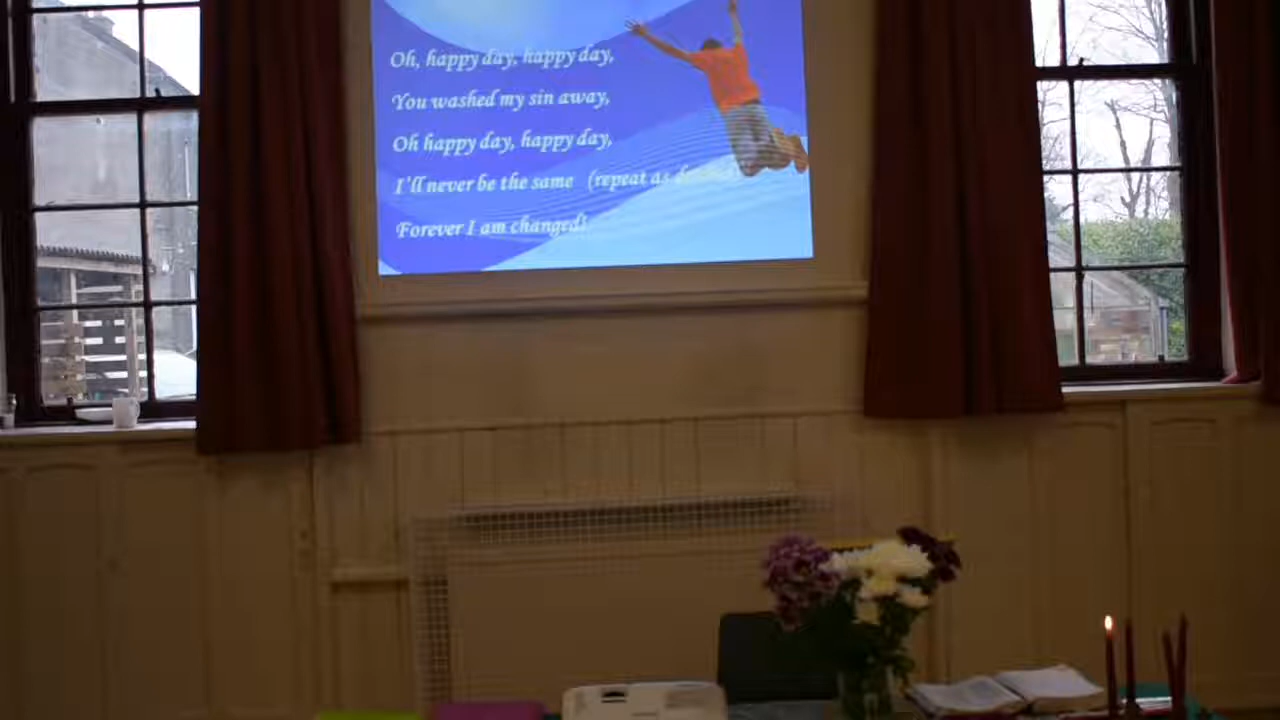 Oh, happy day, happy day,
You washed my sin away,
Oh happy day, happy day,
I'll never be the same (repeat as
Forever I am changed!